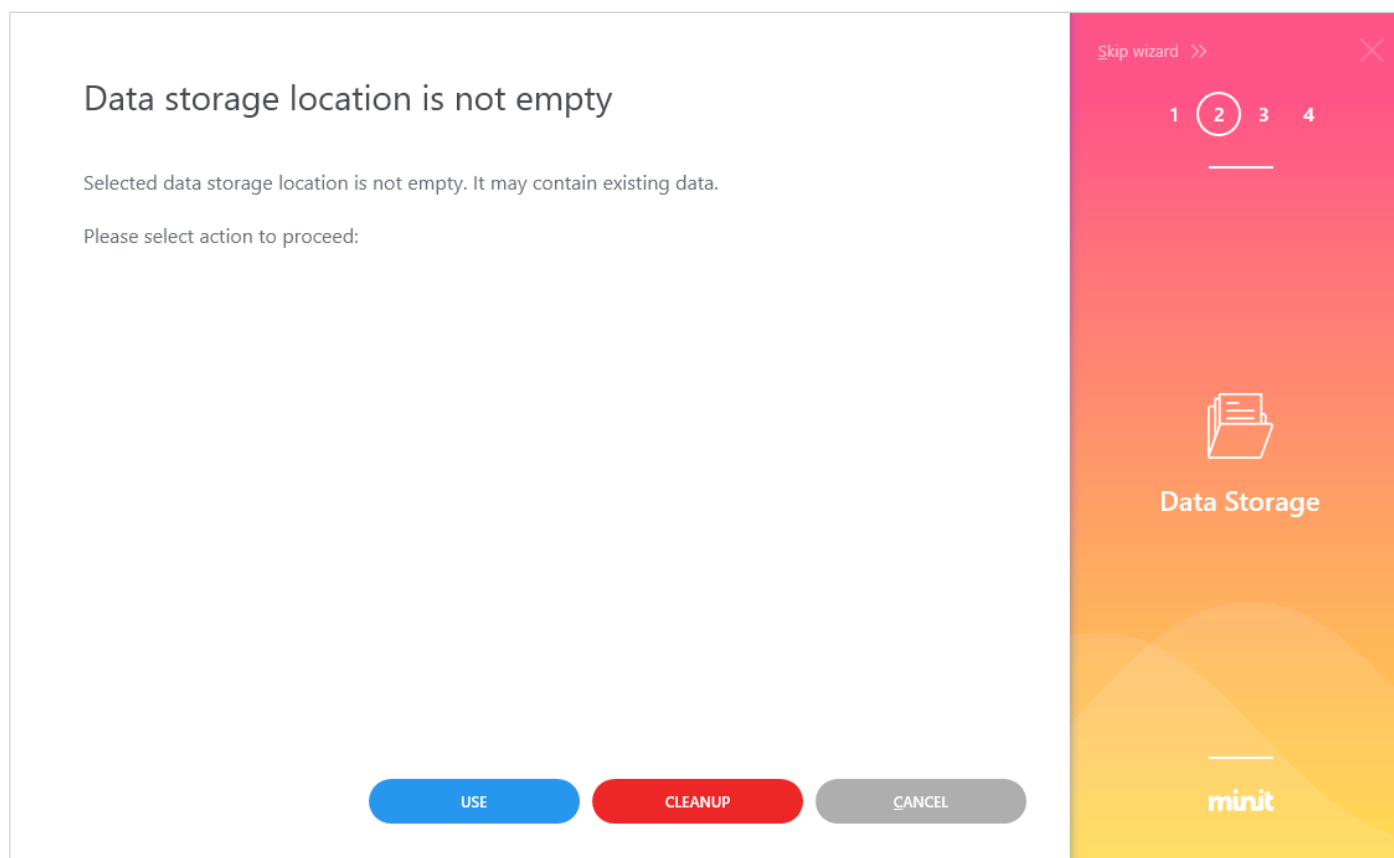 Data storage location is not empty
Selected data storage location is not empty. It may contain existing data.
Please select action to proceed:
USE
CLEANUP
CANCEL
Skip wizard
1 2 3 4
Data Storage
minit